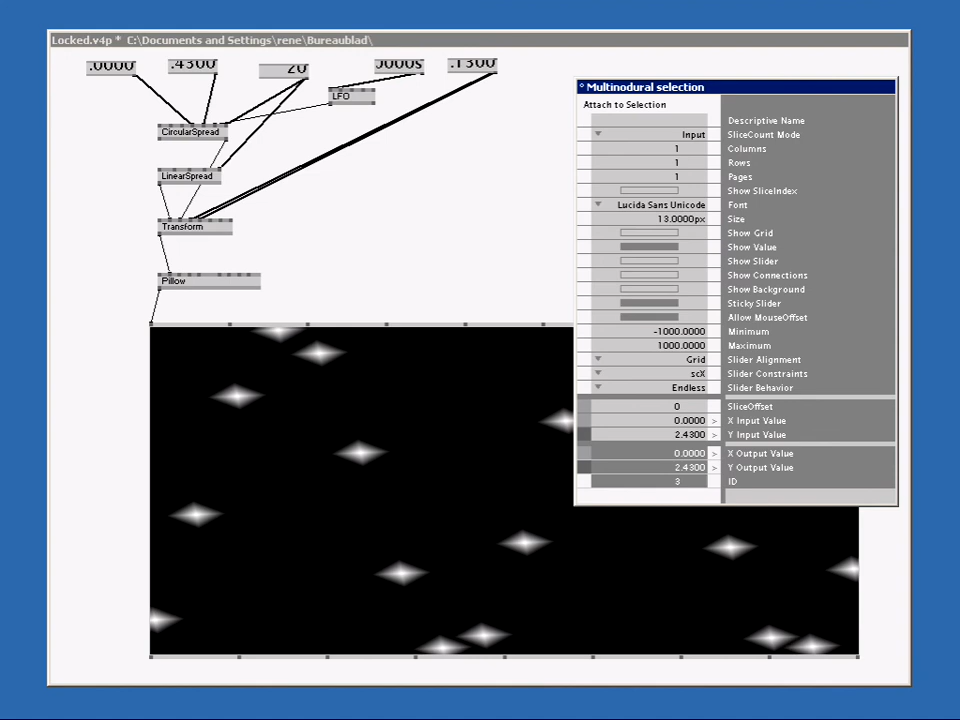 Locked.v4p * C:\Documents and Settings\rene\Bureaublad\
.0000
.4300
20
0000s
.1300
LFO
CircularSpread
LinearSpread
Transform
Pillow
° Multinodural selection
Attach to Selection
Descriptive Name
Input SliceCount Mode
1 Columns
1 Rows
1 Pages
Show SliceIndex
Lucida Sans Unicode Font
13.0000px Size
Show Grid
Show Value
Show Slider
Show Connections
Show Background
Sticky Slider
Allow MouseOffset
-1000.0000 Minimum
1000.0000 Maximum
Grid Slider Alignment
scX Slider Constraints
Endless Slider Behavior
0 SliceOffset
0.0000 > X Input Value
2.4300 > Y Input Value
0.0000 > X Output Value
2.4300 > Y Output Value
3 ID